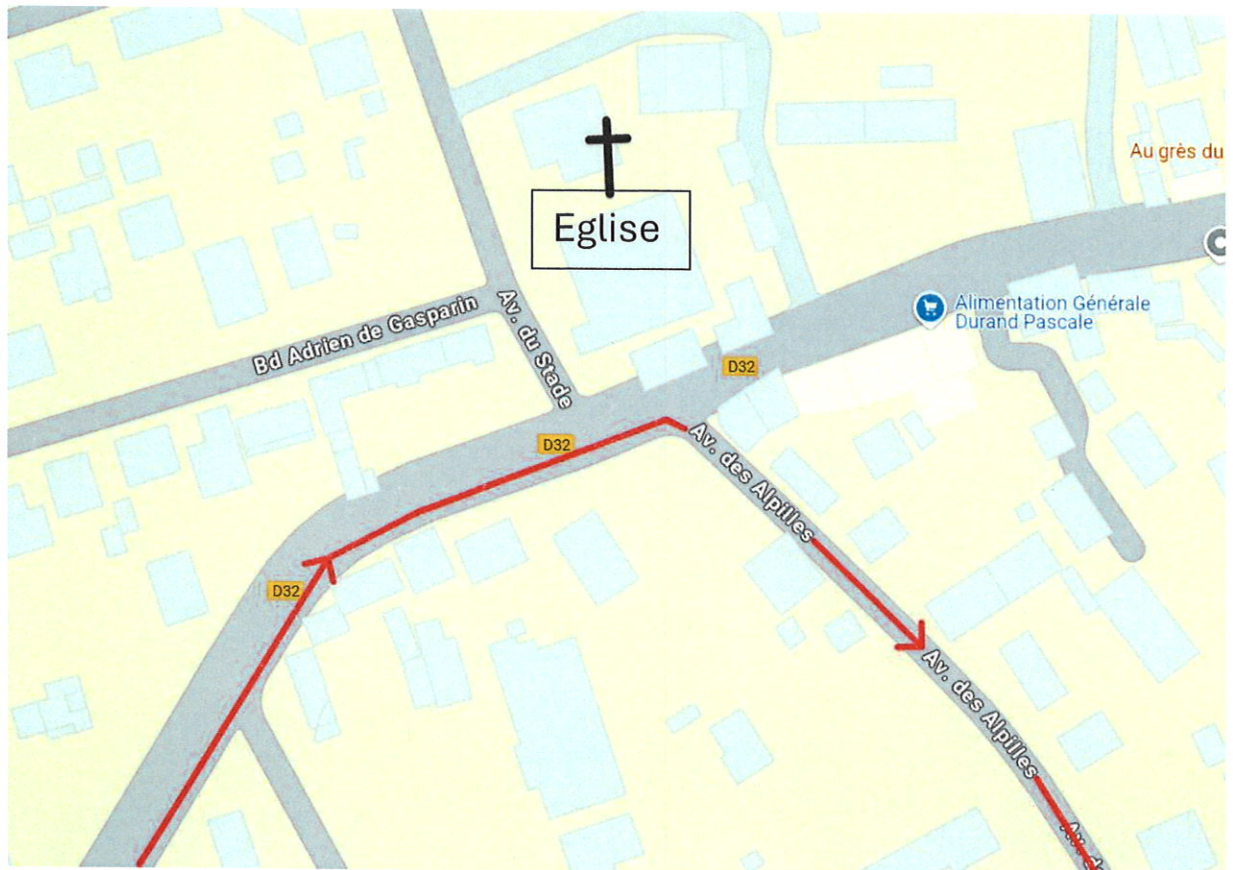 Au grès du
Eglise
Alimentation Générale
Durand Pascale
Bd Adrien de Gasparin
Av. du Stade
D32
D32
Av. des Alpilles
D32
Av. des Alpilles
Av. d